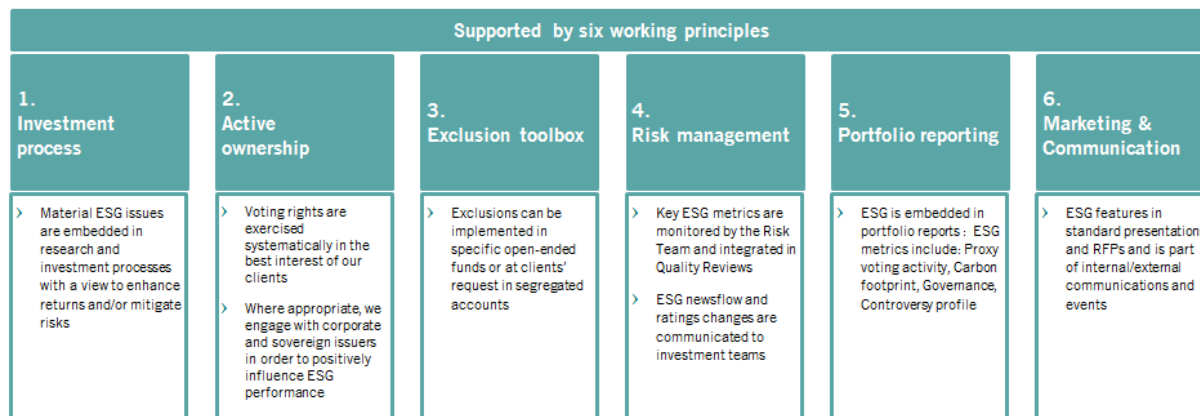 Supported by six working principles
1.
Investment
process
2.
Active
ownership
3.
Exclusion toolbox
4.
Risk management
5.
Portfolio reporting
6.
Marketing &
Communication
› Material ESG issues
are embedded in
research and
investment processes
with a view to enhance
returns and/or mitigate
risks
› Voting rights are
exercised
systematically in the
best interest of our
clients
› Where appropriate, we
engage with corporate
and sovereign issuers
in order to positively
influence ESG
performance
› Exclusions can be
implemented in
specific open-ended
funds or at clients’
request in segregated
accounts
› Key ESG metrics are
monitored by the Risk
Team and integrated in
Quality Reviews
› ESG newsflow and
ratings changes are
communicated to
investment teams
› ESG is embedded in
portfolio reports : ESG
metrics include: Proxy
voting activity, Carbon
footprint, Governance,
Controversy profile
› ESG features in
standard presentations
and RFPs and is part
of internal/external
communications and
events